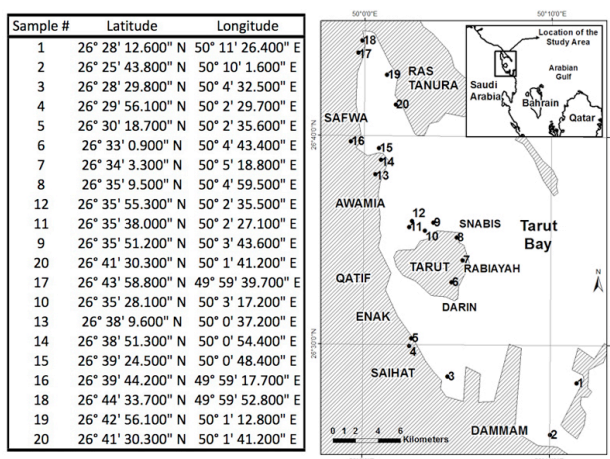 Sample # Latitude Longitude
1 26° 28' 12.600" N 50° 11' 26.400" E
2 26° 25' 43.800" N 50° 10' 1.600" E
3 26° 28' 29.800" N 50° 4' 32.500" E
4 26° 29' 56.100" N 50° 2' 29.700" E
5 26° 30' 18.700" N 50° 2' 35.600" E
6 26° 33' 0.900" N 50° 4' 43.400" E
7 26° 34' 3.300" N 50° 5' 18.800" E
8 26° 35' 9.500" N 50° 4' 59.500" E
12 26° 35' 55.300" N 50° 2' 35.500" E
11 26° 35' 38.000" N 50° 2' 27.100" E
9 26° 35' 51.200" N 50° 3' 43.600" E
20 26° 41' 30.300" N 50° 1' 41.200" E
17 26° 43' 58.800" N 49° 59' 39.700" E
10 26° 35' 28.100" N 50° 3' 17.200" E
13 26° 38' 9.600" N 50° 0' 37.200" E
14 26° 38' 51.300" N 50° 0' 54.400" E
15 26° 39' 24.500" N 50° 0' 48.400" E
16 26° 39' 44.200" N 49° 59' 17.700" E
18 26° 44' 33.700" N 49° 59' 52.800" E
19 26° 42' 56.100" N 50° 1' 12.800" E
20 26° 41' 30.300" N 50° 1' 41.200" E
50°0'0"E 50°10'0"E
Location of the
Study Area
Arabian
Gulf
Saudi
Arabia
Bahrain
Qatar
18
17
19
RAS
TANURA
20
SAFWA
26°40'0"N
16
15
14
13
AWAMIA
12
11
9
10
SNABIS
8
Tarut
Bay
7
TARUT
RABIAYAH
QATIF
6
N
DARIN
ENAK
26°30'0"N
5
4
SAIHAT
3
1
DAMMAM
2
0 1 2 4 6
Kilometers